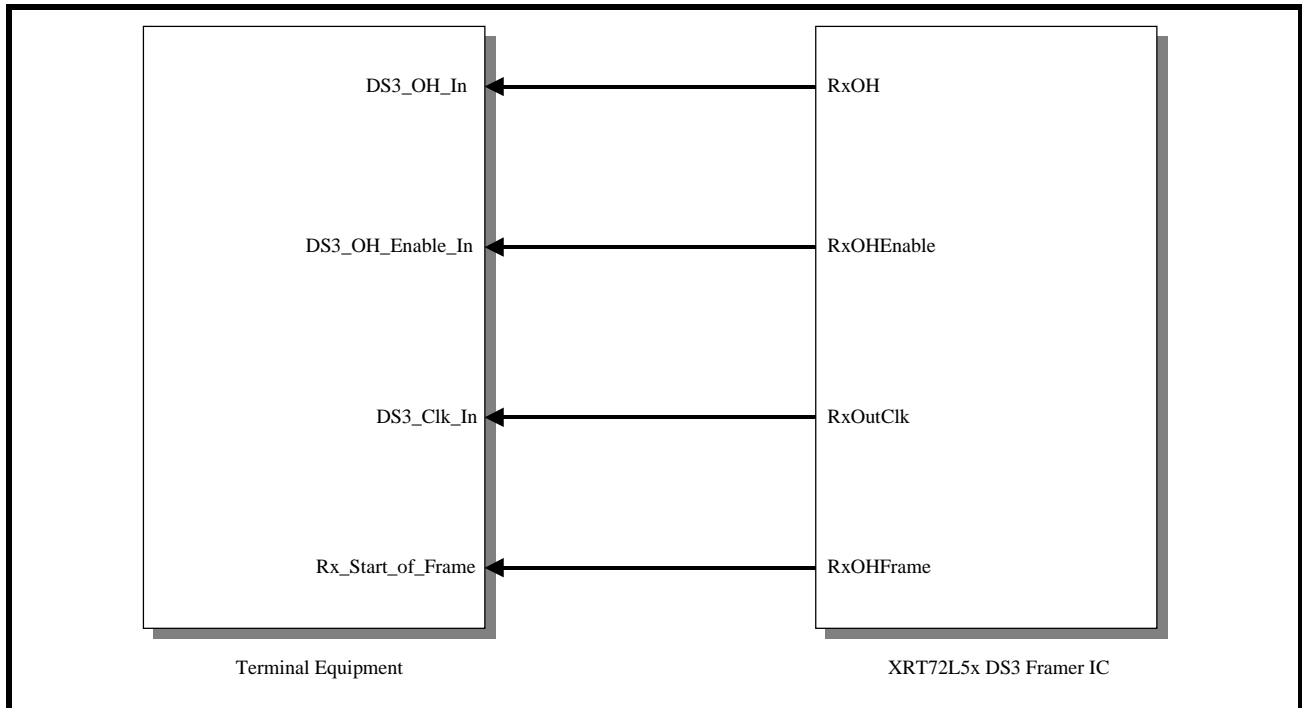 DS3_OH_In
RxOH
DS3_OH_Enable_In
RxOHEnable
DS3_Clk_In
RxOutClk
Rx_Start_of_Frame
RxOHFrame
Terminal Equipment
XRT72L5x DS3 Framer IC